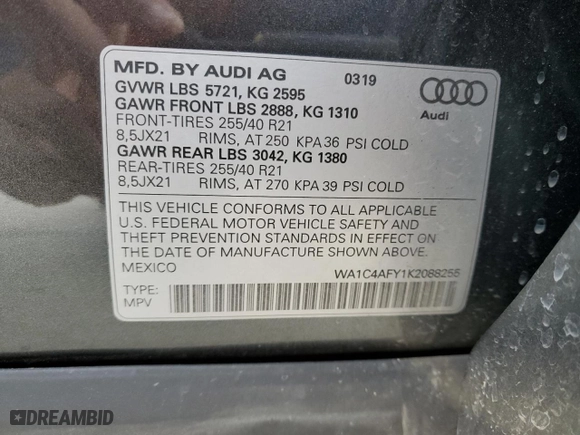 MFD. BY AUDI AG 0319
GVWR LBS 5721, KG 2595
GAWR FRONT LBS 2888, KG 1310
FRONT-TIRES 255/40 R21
8,5JX21 RIMS, AT 250 KPA 36 PSI COLD
GAWR REAR LBS 3042, KG 1380
REAR-TIRES 255/40 R21
8,5JX21 RIMS, AT 270 KPA 39 PSI COLD
Audi
THIS VEHICLE CONFORMS TO ALL APPLICABLE
U.S. FEDERAL MOTOR VEHICLE SAFETY AND
THEFT PREVENTION STANDARDS IN EFFECT ON
THE DATE OF MANUFACTURE SHOWN ABOVE.
MEXICO WA1C4AFY1K2088255
TYPE:
MPV
DREAMBID